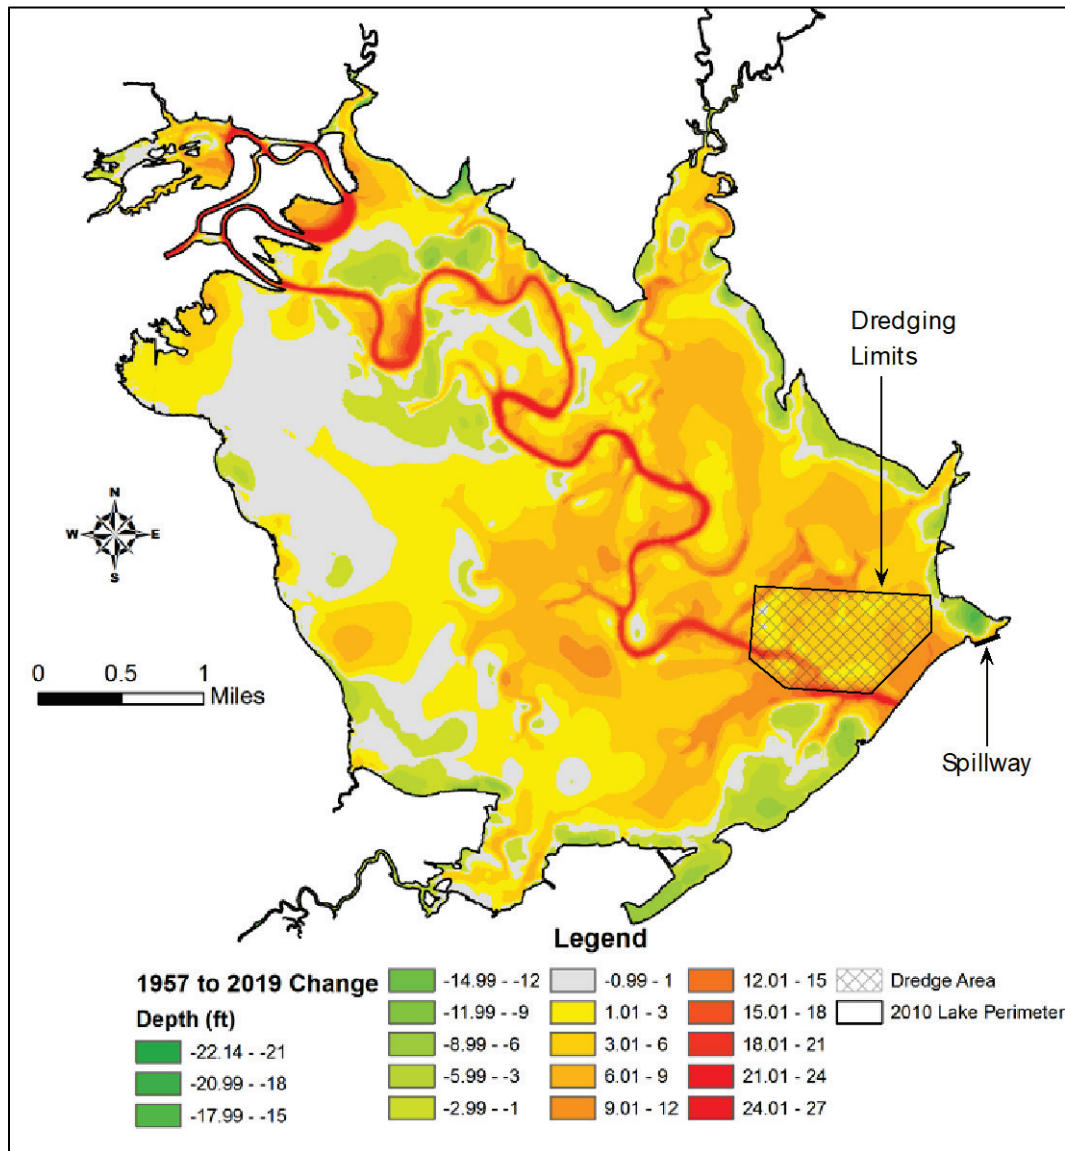 Dredging
Limits
N
W E
S
0 0.5 1
Miles
Spillway
Legend
1957 to 2019 Change
Depth (ft)
-22.14 - -21
-20.99 - -18
-17.99 - -15
-14.99 - -12
-11.99 - -9
-8.99 - -6
-5.99 - -3
-2.99 - -1
-0.99 - 1
1.01 - 3
3.01 - 6
6.01 - 9
9.01 - 12
12.01 - 15
15.01 - 18
18.01 - 21
21.01 - 24
24.01 - 27
Dredge Area
2010 Lake Perimeter